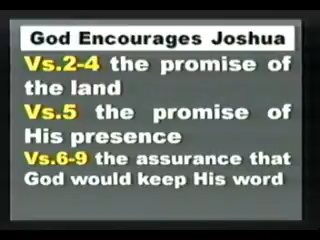 God Encourages Joshua
Vs.2-4 the promise of
the land
Vs.5 the promise of
His presence
Vs.6-9 the assurance that
God would keep His word